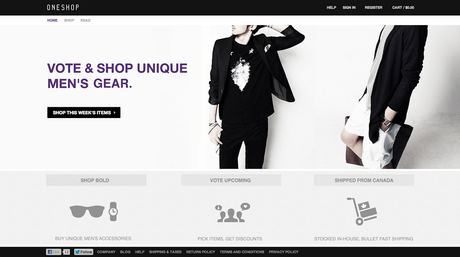 ONESHOP
HELP SIGN IN REGISTER CART / $0.00
HOME SHOP IDEAS
VOTE & SHOP UNIQUE
MEN'S GEAR.
SHOP THIS WEEK'S ITEMS
SHOP BOLD VOTE UPCOMING SHIPPED FROM CANADA
BUY UNIQUE MEN'S ACCESSORIES PICK ITEMS, GET DISCOUNTS STOCKED IN-HOUSE, BULLET FAST SHIPPING
Follow COMPANY BLOG HELP SHIPPING & TAXES RETURN POLICY TERMS AND CONDITIONS PRIVACY POLICY